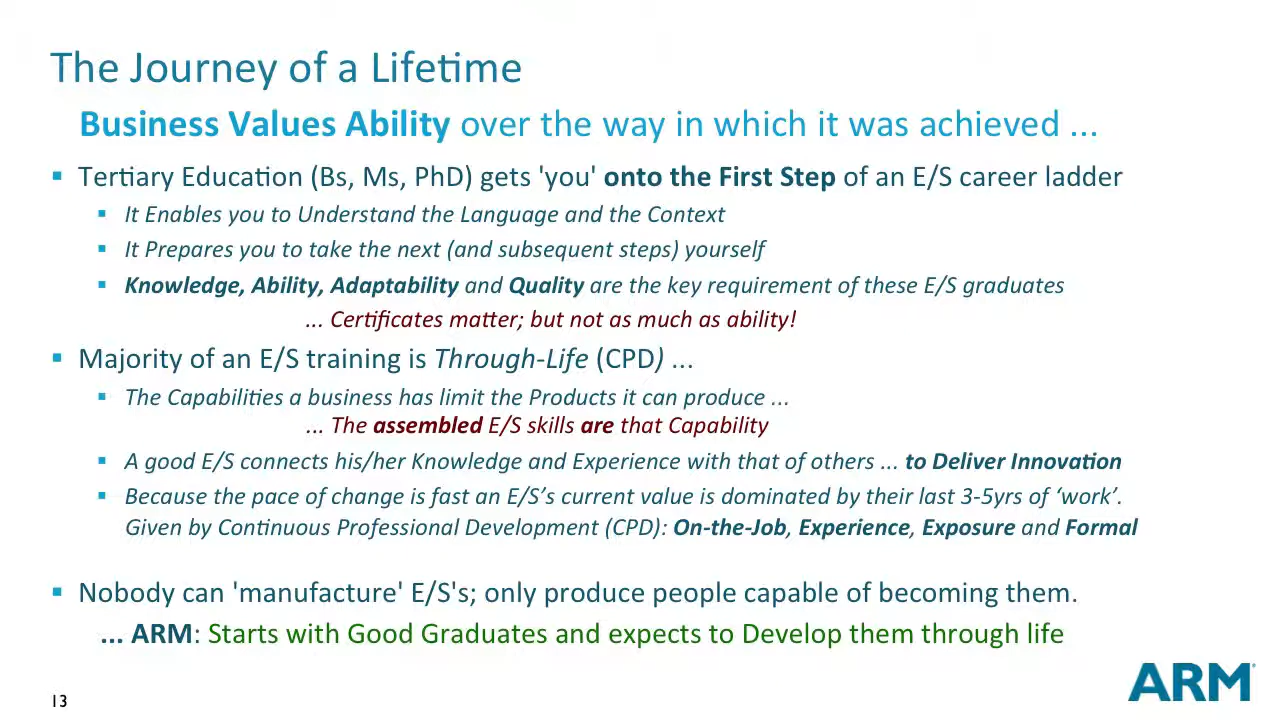 The Journey of a Lifetime
Business Values Ability over the way in which it was achieved ...
▪ Tertiary Education (Bs, Ms, PhD) gets 'you' onto the First Step of an E/S career ladder
▪ It Enables you to Understand the Language and the Context
▪ It Prepares you to take the next (and subsequent steps) yourself
▪ Knowledge, Ability, Adaptability and Quality are the key requirement of these E/S graduates
... Certificates matter; but not as much as ability!
▪ Majority of an E/S training is Through-Life (CPD) ...
▪ The Capabilities a business has limit the Products it can produce ...
... The assembled E/S skills are that Capability
▪ A good E/S connects his/her Knowledge and Experience with that of others ... to Deliver Innovation
▪ Because the pace of change is fast an E/S’s current value is dominated by their last 3-5yrs of ‘work’.
Given by Continuous Professional Development (CPD): On-the-Job, Experience, Exposure and Formal
▪ Nobody can 'manufacture' E/S's; only produce people capable of becoming them.
... ARM: Starts with Good Graduates and expects to Develop them through life
13
ARM